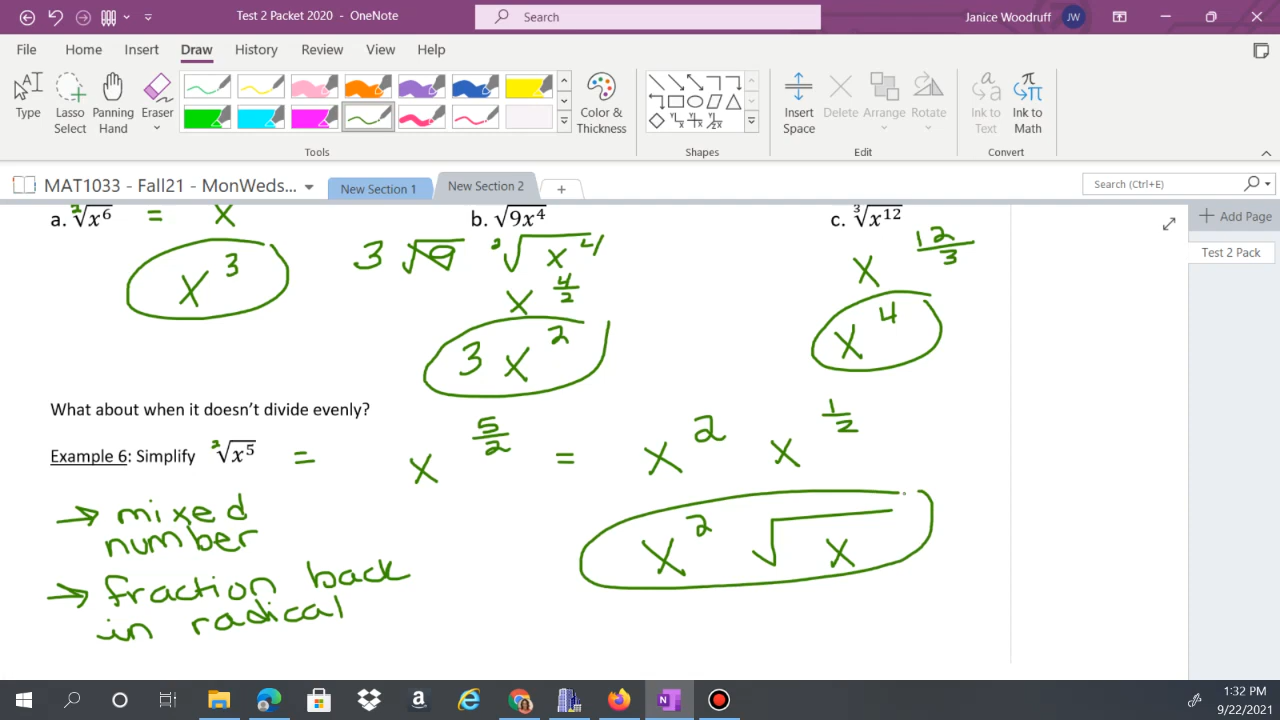 Test 2 Packet 2020 - OneNote
Search
Janice Woodruff JW
File Home Insert Draw History Review View Help
Type
Lasso Select
Panning Hand
Eraser
Color & Thickness
Insert Space
Delete
Arrange
Rotate
Ink to Text
Ink to Math
Tools
Shapes
Edit
Convert
MAT1033 - Fall21 - MonWeds...
New Section 1
New Section 2
Search (Ctrl+E)
Add Page
Test 2 Pack
a. ²√x⁶ = x
x³
b. √9x⁴
3 √9 ²√x⁴
x^(4/2)
3x²
c. ³√x¹²
x^(12/3)
x⁴
What about when it doesn't divide evenly?
Example 6: Simplify ²√x⁵ = x^(5/2) = x² x^(1/2)
x² √x
→ mixed
number
→ fraction back
in radical
1:32 PM
9/22/2021